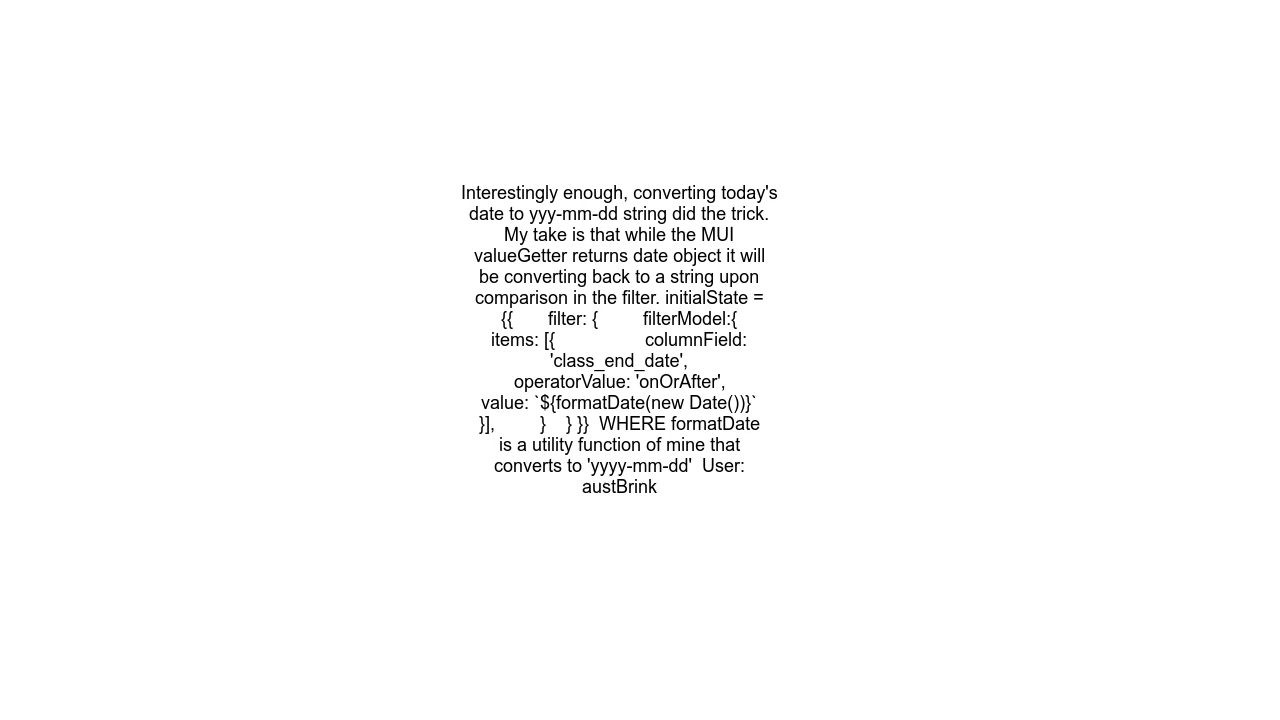 Interestingly enough, converting today's
date to yyy-mm-dd string did the trick.
My take is that while the MUI
valueGetter returns date object it will
be converting back to a string upon
comparison in the filter. initialState =
{{       filter: {         filterModel:{
items: [{                  columnField:
'class_end_date',
operatorValue: 'onOrAfter',
value: `${formatDate(new Date())}`
}],         }    } }}  WHERE formatDate
is a utility function of mine that
converts to 'yyyy-mm-dd'  User:
austBrink